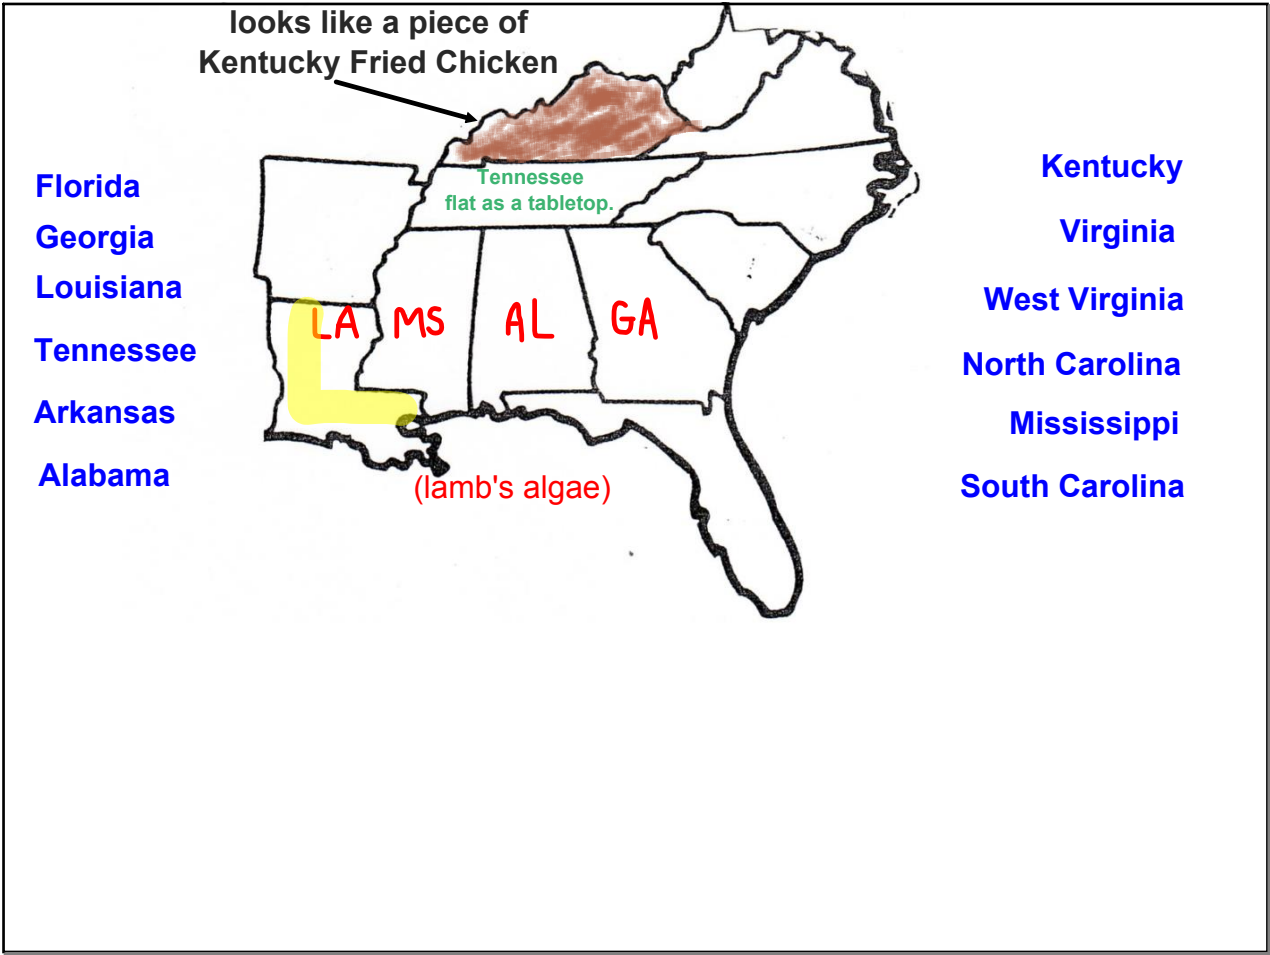 looks like a piece of
Kentucky Fried Chicken
Florida
Georgia
Louisiana
Tennessee
Arkansas
Alabama
Tennessee
flat as a tabletop.
LA MS AL GA
(lamb's algae)
Kentucky
Virginia
West Virginia
North Carolina
Mississippi
South Carolina